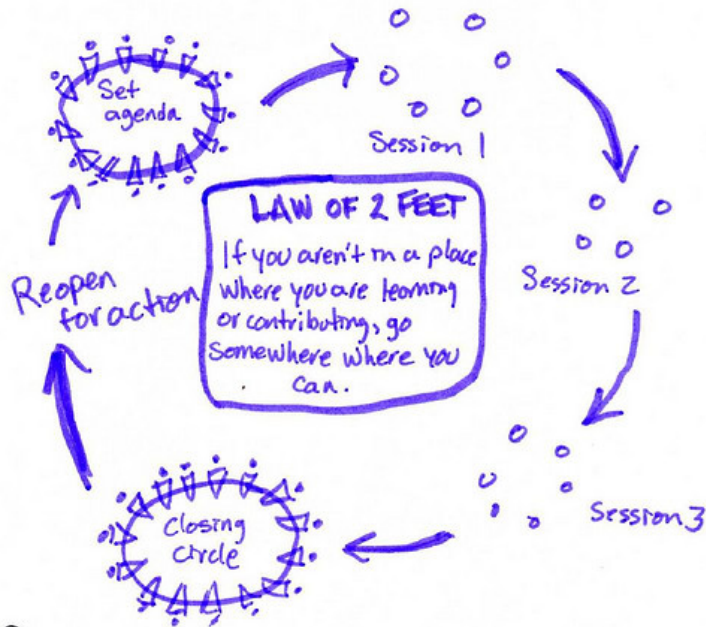 Set
agenda
Session 1
LAW OF 2 FEET
If you aren't in a place
where you are learning
or contributing, go
somewhere where you
can.
Session 2
Reopen
for action
Session 3
Closing
Circle